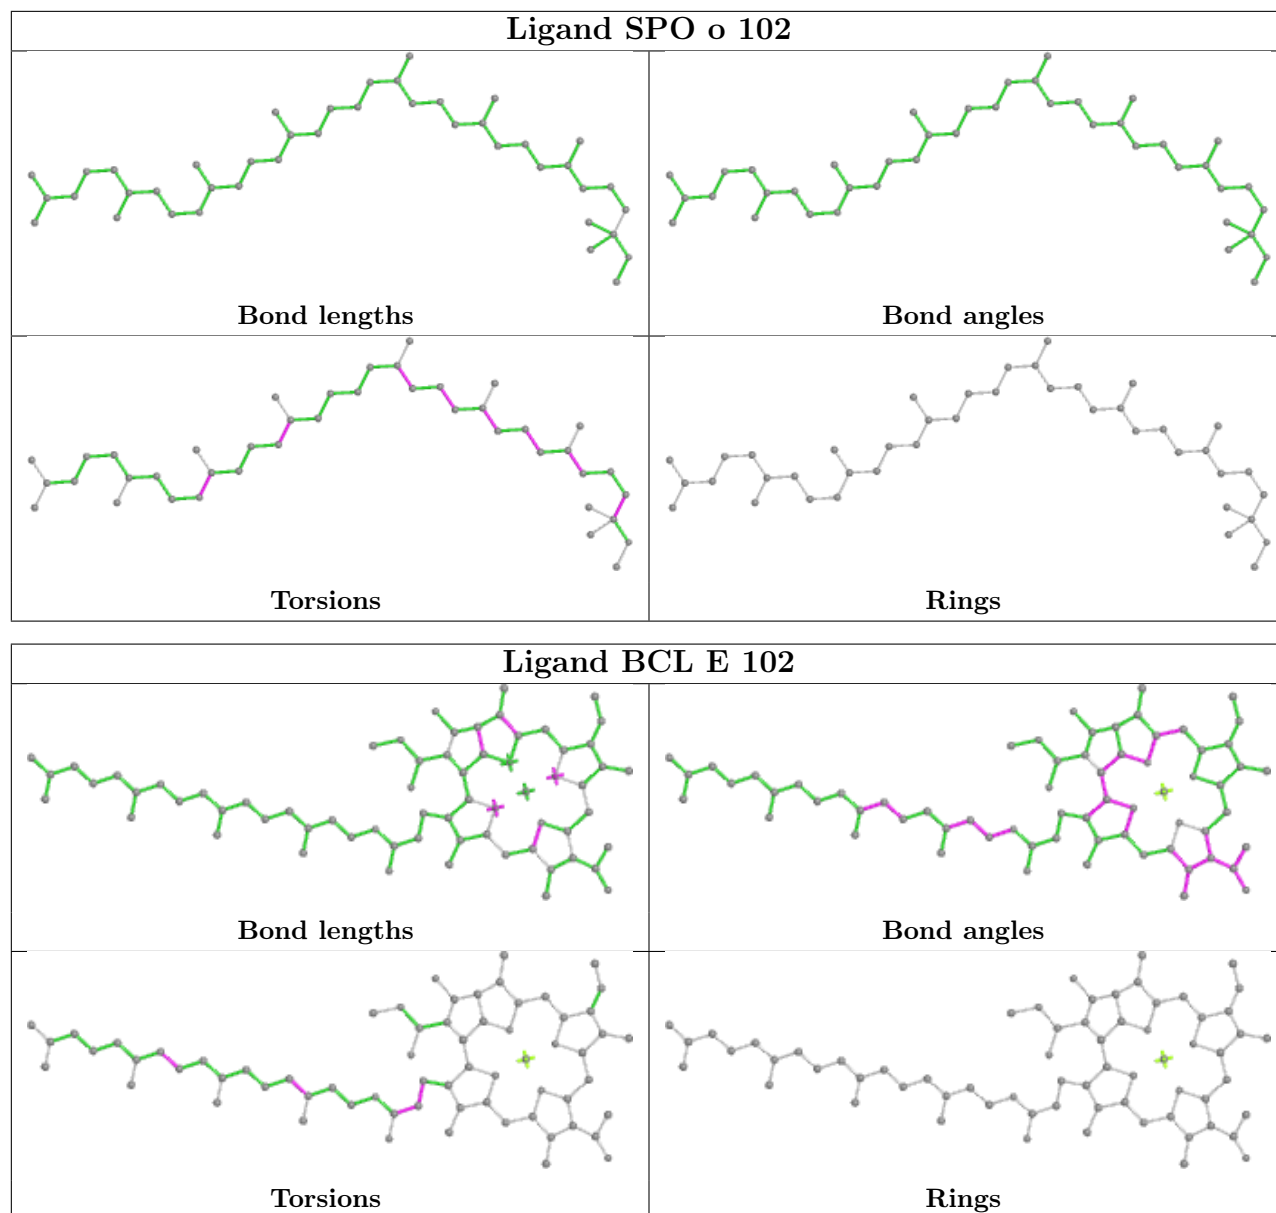 Ligand SPO o 102
Bond lengths
Bond angles
Torsions
Rings
Ligand BCL E 102
Bond lengths
Bond angles
Torsions
Rings